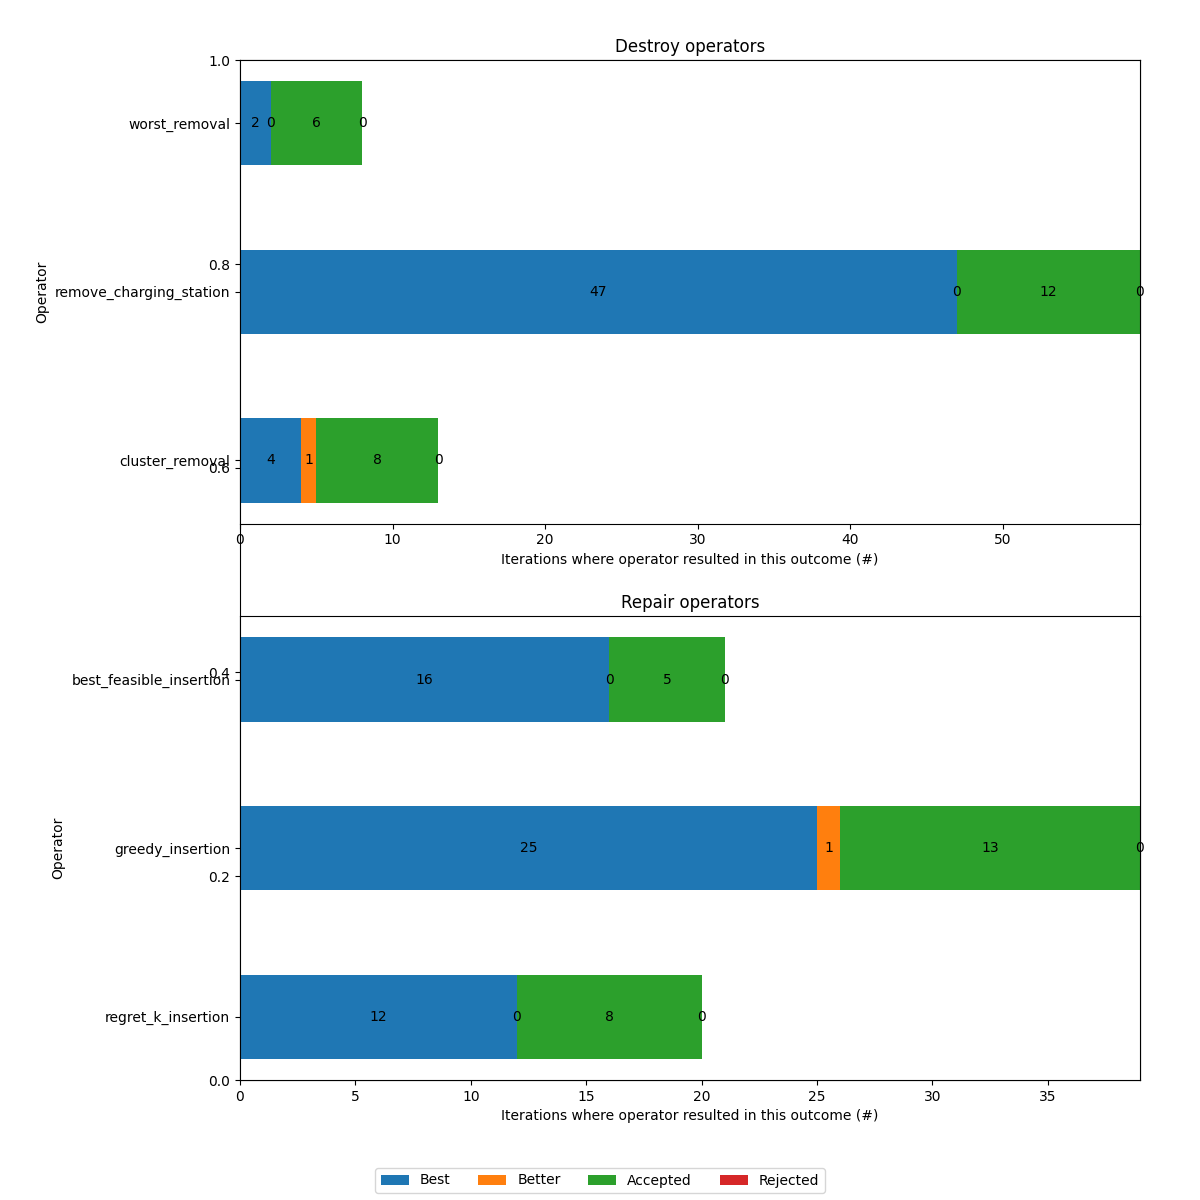 Destroy operators
1.0
worst_removal
2 0 6 0
0.8
Operator
remove_charging_station
47 0 12 0
cluster_removal
4 1 8 0
0.6
0 10 20 30 40 50
Iterations where operator resulted in this outcome (#)
Repair operators
0.4
best_feasible_insertion
16 0 5 0
Operator
greedy_insertion
25 1 13 0
0.2
regret_k_insertion
12 0 8 0
0.0
0 5 10 15 20 25 30 35
Iterations where operator resulted in this outcome (#)
Best Better Accepted Rejected